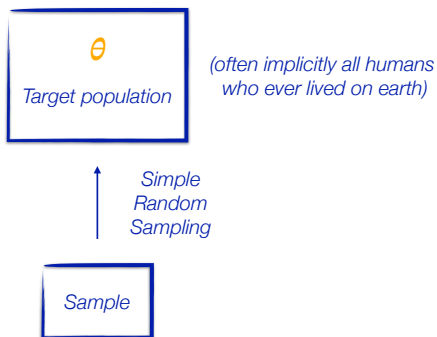 θ
Target population
(often implicitly all humans
who ever lived on earth)
Simple
Random
Sampling
Sample